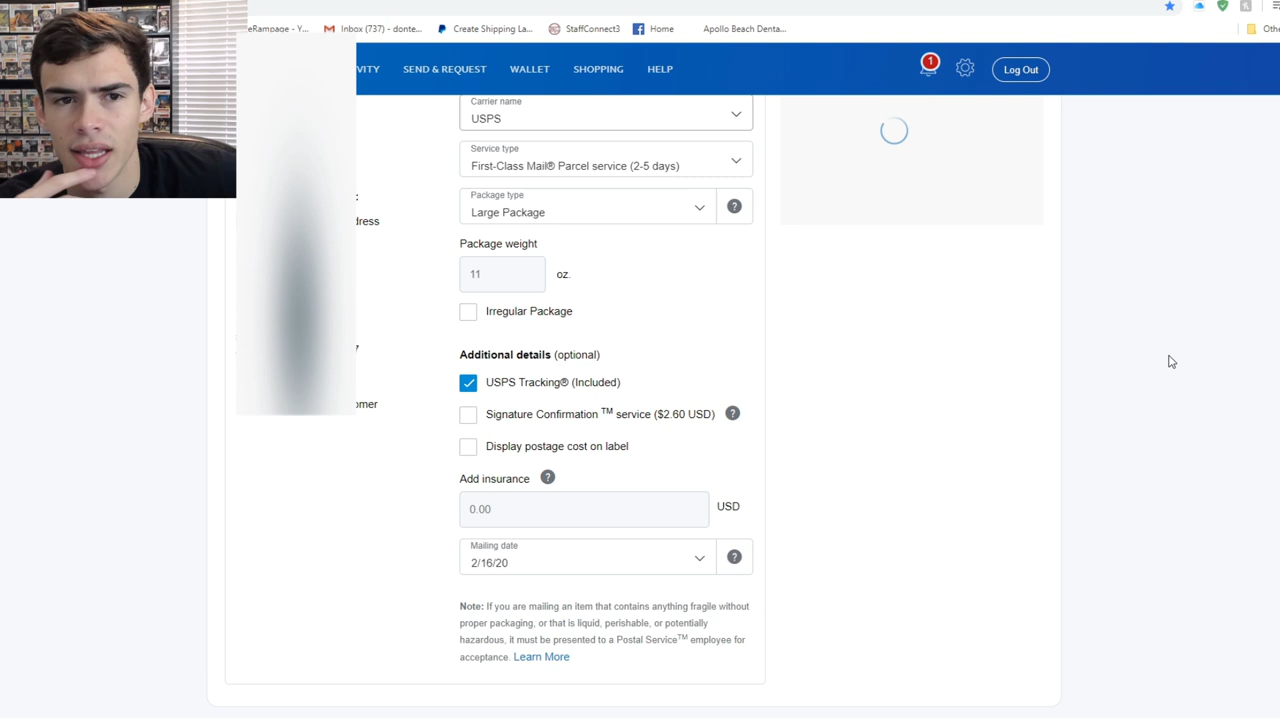 eRampage - Y... Inbox (737) - donte... Create Shipping La... StaffConnect3 Home Apollo Beach Denta... Othe
VITY SEND & REQUEST WALLET SHOPPING HELP 1 Log Out
Carrier name
USPS
Service type
First-Class Mail® Parcel service (2-5 days)
Package type
Large Package ?
Package weight
11 oz.
Irregular Package
Additional details (optional)
USPS Tracking® (Included)
Signature Confirmation TM service ($2.60 USD) ?
Display postage cost on label
Add insurance ?
0.00 USD
Mailing date
2/16/20 ?
Note: If you are mailing an item that contains anything fragile without
proper packaging, or that is liquid, perishable, or potentially
hazardous, it must be presented to a Postal Service™ employee for
acceptance. Learn More
:
dress
7
omer